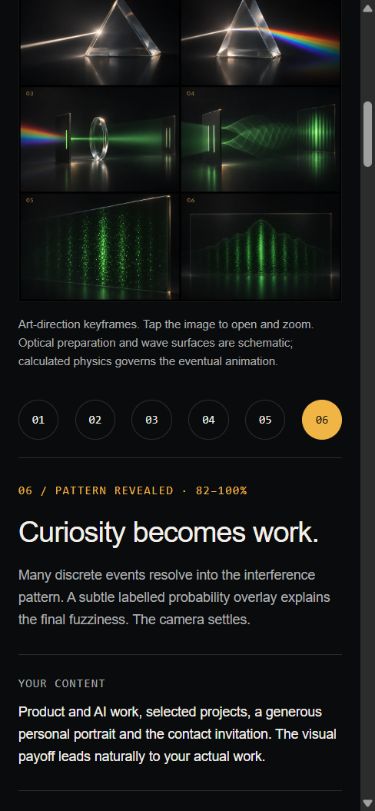 03
04
05
06
Art-direction keyframes. Tap the image to open and zoom.
Optical preparation and wave surfaces are schematic;
calculated physics governs the eventual animation.
01 02 03 04 05 06
06 / PATTERN REVEALED · 82–100%
Curiosity becomes work.
Many discrete events resolve into the interference
pattern. A subtle labelled probability overlay explains
the final fuzziness. The camera settles.
YOUR CONTENT
Product and AI work, selected projects, a generous
personal portrait and the contact invitation. The visual
payoff leads naturally to your actual work.